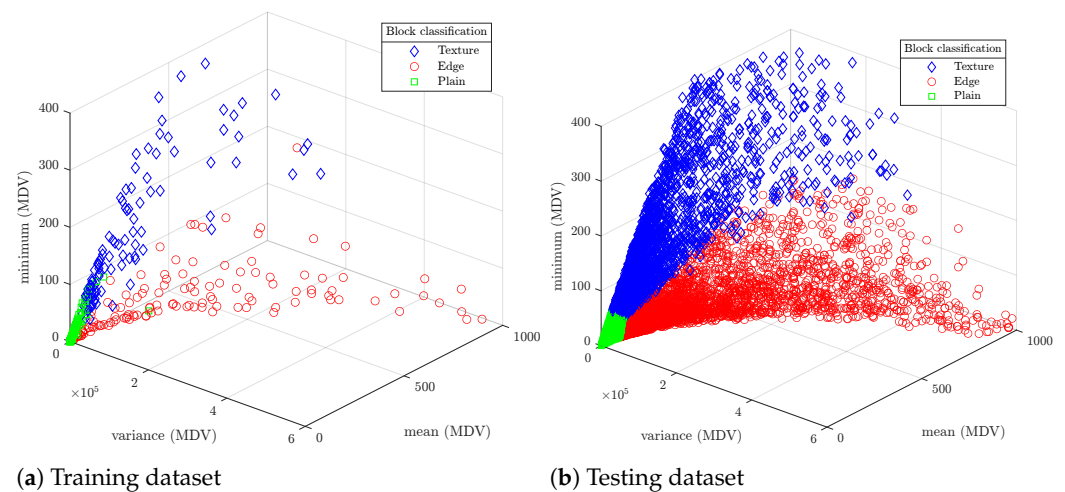 Block classification
Texture
Edge
Plain
400
300
200
100
0
minimum (MDV)
0
2
4
6
×10⁵
variance (MDV)
0
500
1000
mean (MDV)
(a) Training dataset
Block classification
Texture
Edge
Plain
400
300
200
100
0
minimum (MDV)
0
2
4
6
×10⁵
variance (MDV)
0
500
1000
mean (MDV)
(b) Testing dataset